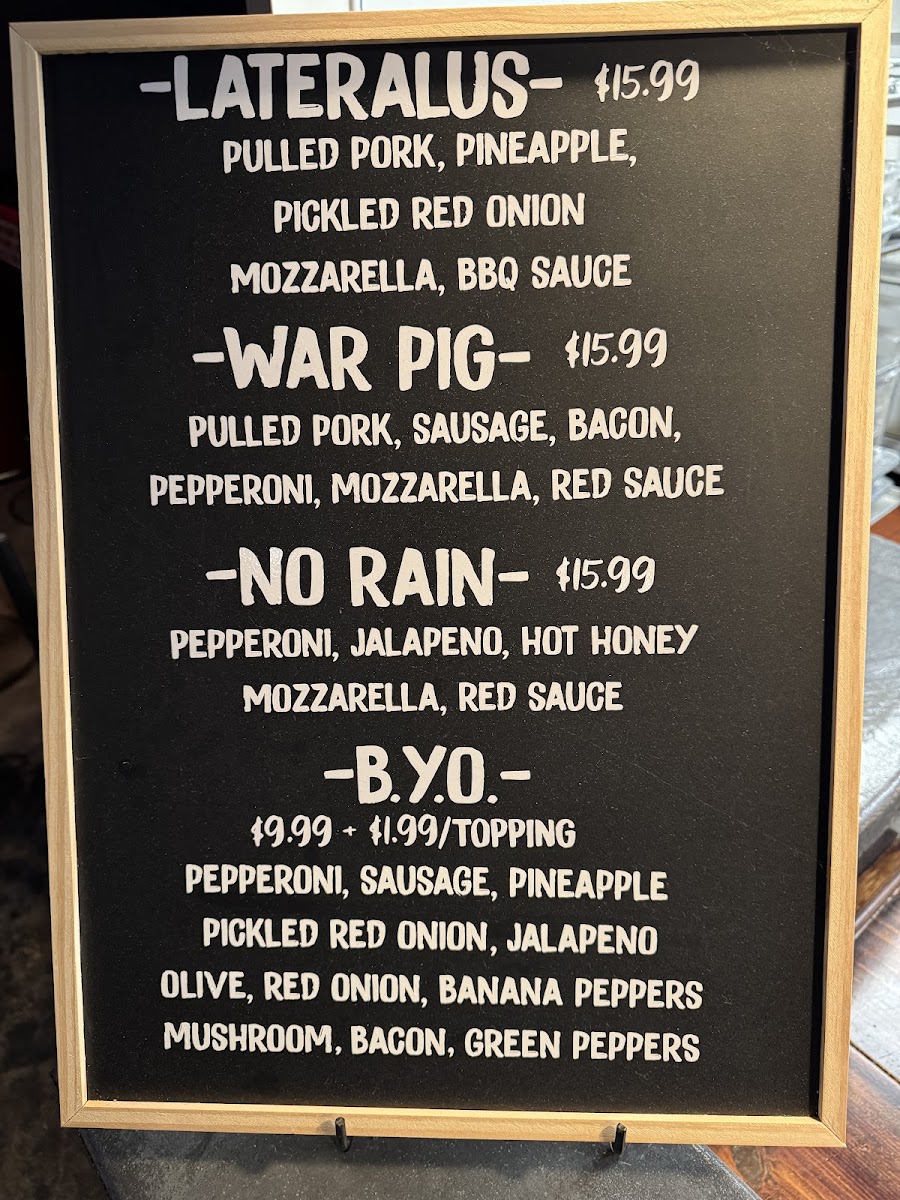 -LATERALUS- $15.99
PULLED PORK, PINEAPPLE,
PICKLED RED ONION
MOZZARELLA, BBQ SAUCE
-WAR PIG- $15.99
PULLED PORK, SAUSAGE, BACON,
PEPPERONI, MOZZARELLA, RED SAUCE
-NO RAIN- $15.99
PEPPERONI, JALAPENO, HOT HONEY
MOZZARELLA, RED SAUCE
-B.Y.O.-
$9.99 + $1.99/TOPPING
PEPPERONI, SAUSAGE, PINEAPPLE
PICKLED RED ONION, JALAPENO
OLIVE, RED ONION, BANANA PEPPERS
MUSHROOM, BACON, GREEN PEPPERS